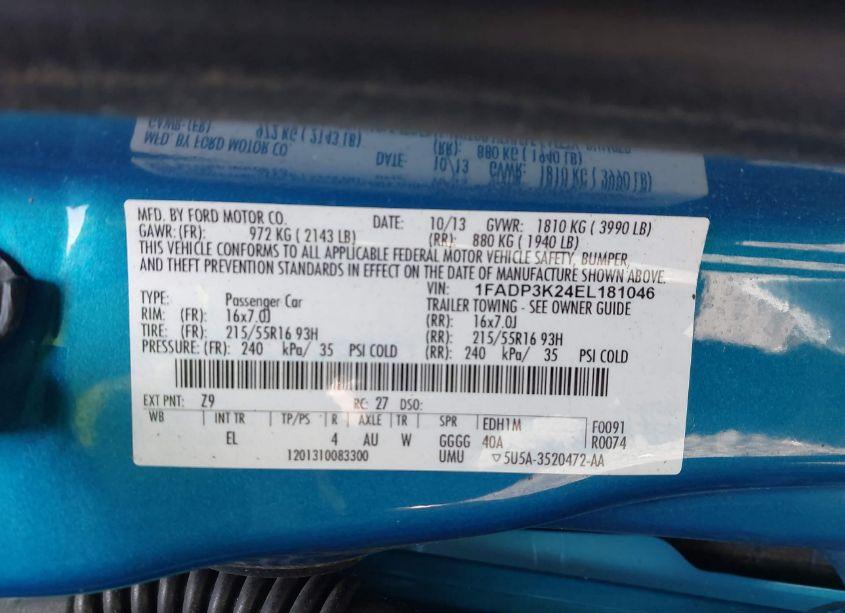 MFD. BY FORD MOTOR CO. DATE: 10/13 GVWR: 1810 KG ( 3990 LB)
GAWR: (FR): 972 KG ( 2143 LB) (RR): 880 KG ( 1940 LB)
THIS VEHICLE CONFORMS TO ALL APPLICABLE FEDERAL MOTOR VEHICLE SAFETY, BUMPER,
AND THEFT PREVENTION STANDARDS IN EFFECT ON THE DATE OF MANUFACTURE SHOWN ABOVE.
VIN: 1FADP3K24EL181046
TYPE: Passenger Car TRAILER TOWING - SEE OWNER GUIDE
RIM: (FR): 16x7.0J (RR): 16x7.0J
TIRE: (FR): 215/55R16 93H (RR): 215/55R16 93H
PRESSURE: (FR): 240 kPa/ 35 PSI COLD (RR): 240 kPa/ 35 PSI COLD
EXT PNT: Z9 RC: 27 DSO:
WB INT TR TP/PS R AXLE TR SPR EDH1M F0091
EL 4 AU W GGGG 40A R0074
1201310083300 UMU ▽5U5A-3520472-AA